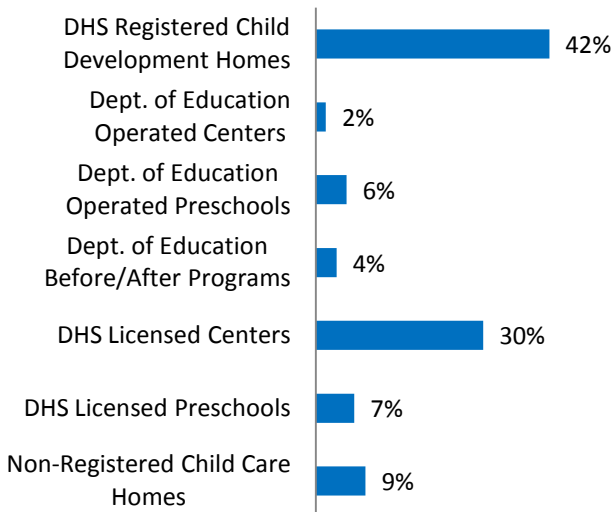 DHS Registered Child
Development Homes
42%
Dept. of Education
Operated Centers
2%
Dept. of Education
Operated Preschools
6%
Dept. of Education
Before/After Programs
4%
DHS Licensed Centers
30%
DHS Licensed Preschools
7%
Non-Registered Child Care
Homes
9%